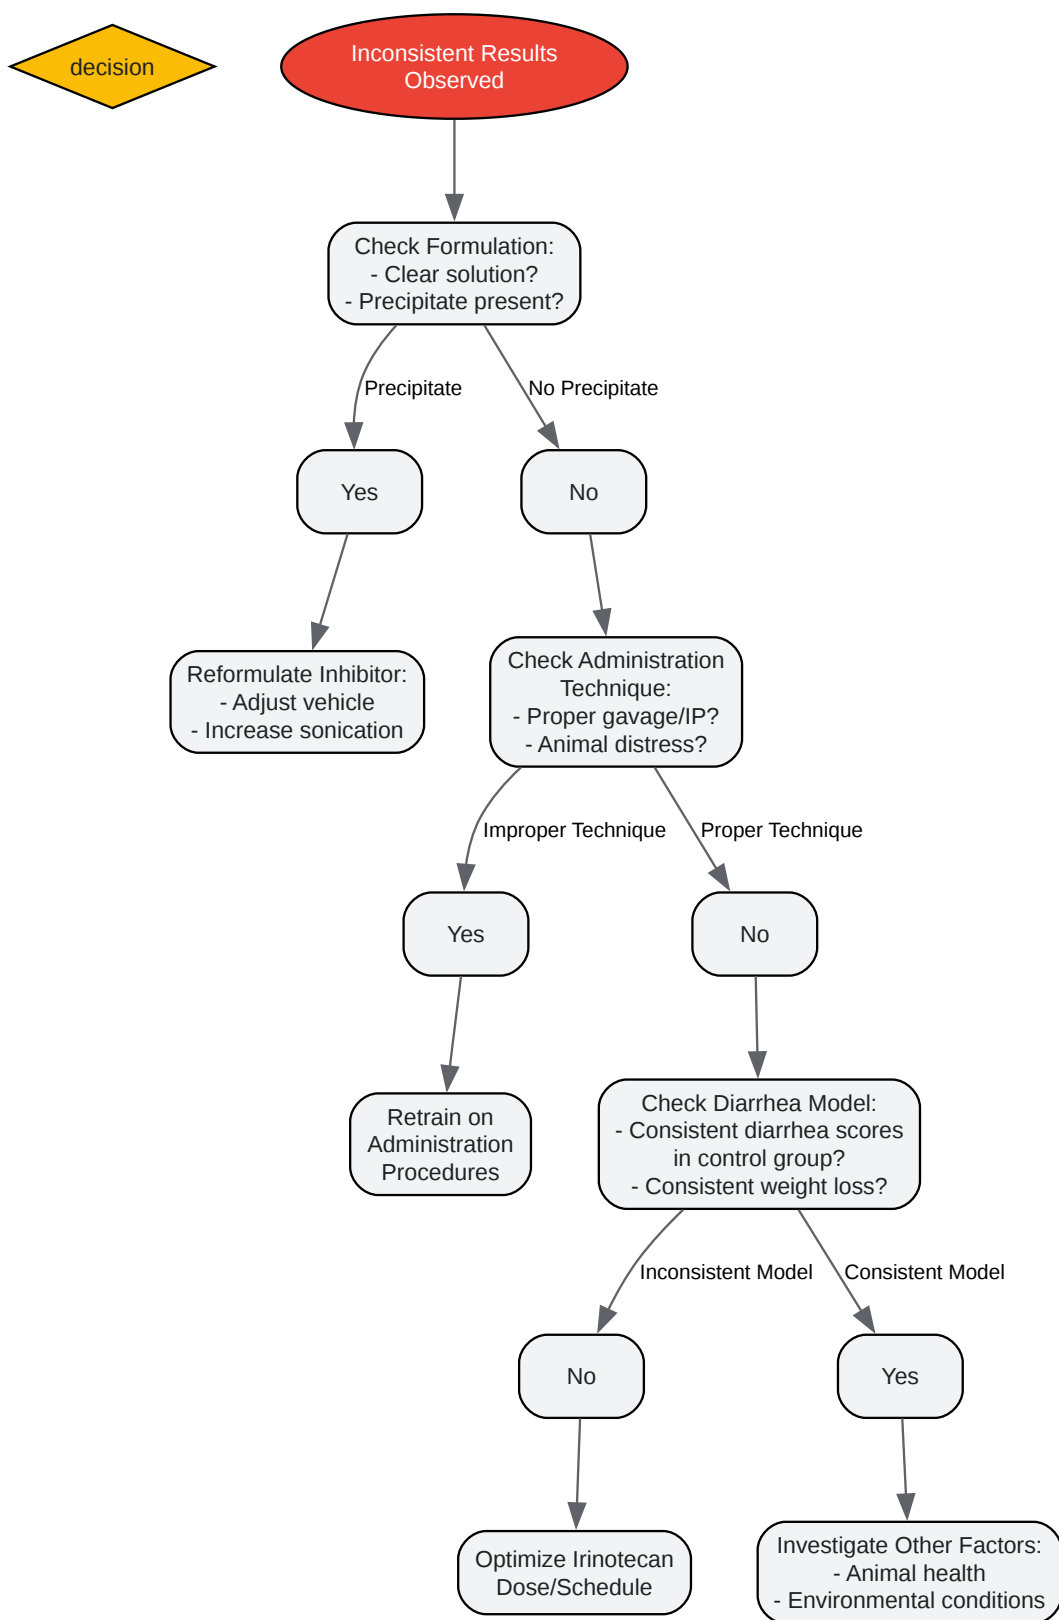 decision
Inconsistent Results
Observed
Check Formulation:
- Clear solution?
- Precipitate present?
Precipitate
No Precipitate
Yes
No
Reformulate Inhibitor:
- Adjust vehicle
- Increase sonication
Check Administration
Technique:
- Proper gavage/IP?
- Animal distress?
Improper Technique
Proper Technique
Yes
No
Retrain on
Administration
Procedures
Check Diarrhea Model:
- Consistent diarrhea scores
in control group?
- Consistent weight loss?
Inconsistent Model
Consistent Model
No
Yes
Optimize Irinotecan
Dose/Schedule
Investigate Other Factors:
- Animal health
- Environmental conditions